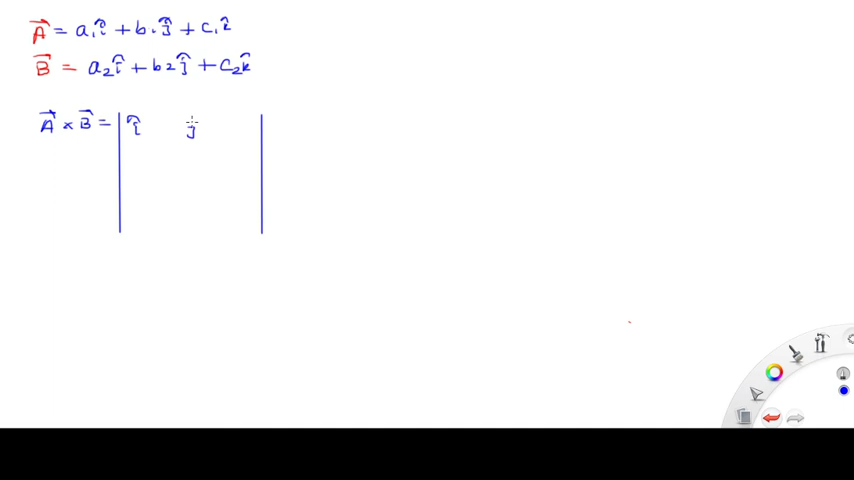 A⃗ = a₁î + b₁ĵ + c₁k̂
B⃗ = a₂î + b₂ĵ + c₂k̂
A⃗ × B⃗ = | î j |